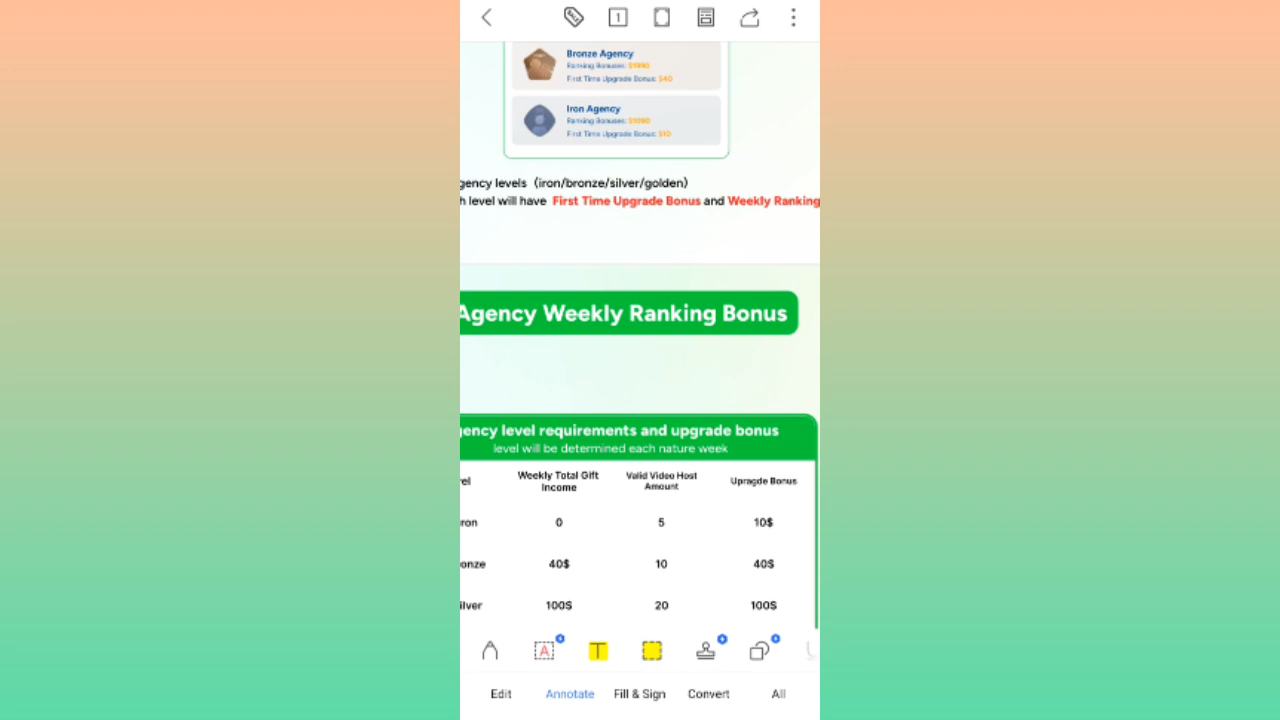 SALE
1
Bronze Agency
Ranking Bonuses: $1990
First Time Upgrade Bonus: $40
Iron Agency
Ranking Bonuses: $1090
First Time Upgrade Bonus: $10
gency levels (iron/bronze/silver/golden)
h level will have First Time Upgrade Bonus and Weekly Ranking
Agency Weekly Ranking Bonus
gency level requirements and upgrade bonus
level will be determined each nature week
vel Weekly Total Gift Income Valid Video Host Amount Upragde Bonus
ron 0 5 10$
onze 40$ 10 40$
ilver 100$ 20 100$
A T
Edit Annotate Fill & Sign Convert All